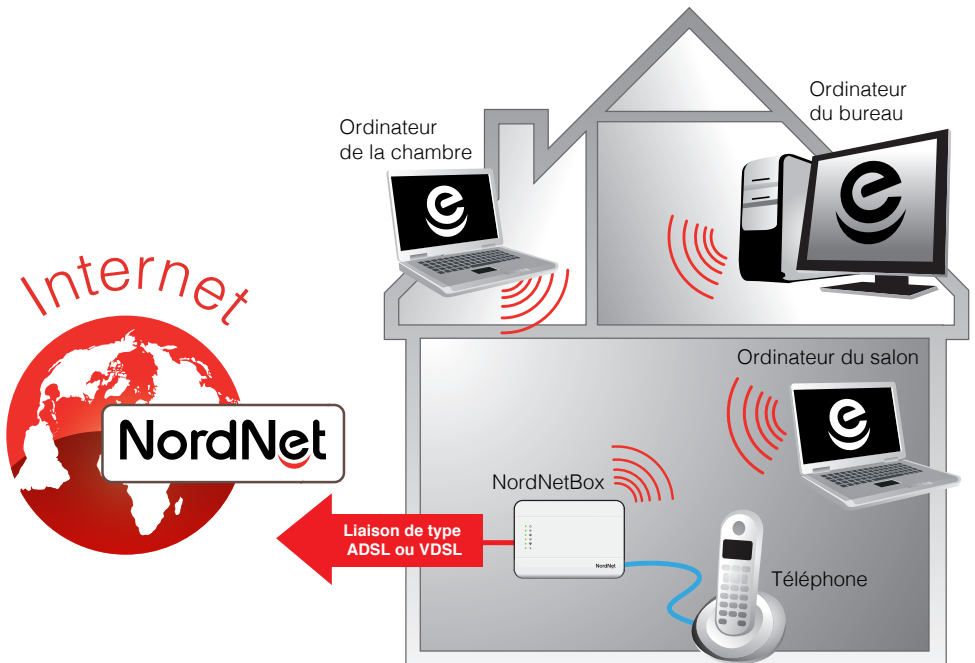 Ordinateur
du bureau
Ordinateur
de la chambre
Internet
NordNet
Ordinateur du salon
NordNetBox
Liaison de type
ADSL ou VDSL
NordNet
Téléphone